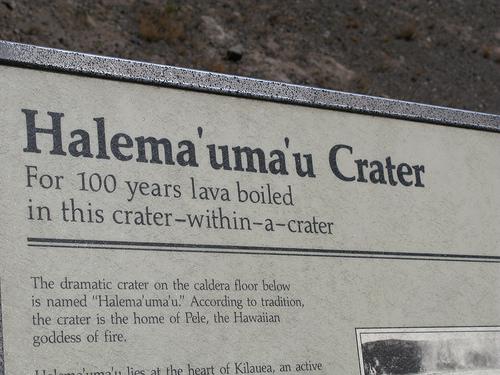 Halema'uma'u Crater
For 100 years lava boiled
in this crater-within-a-crater
The dramatic crater on the caldera floor below
is named "Halema'uma'u." According to tradition,
the crater is the home of Pele, the Hawaiian
goddess of fire.
Halema'uma'u lies at the heart of Kilauea, an active